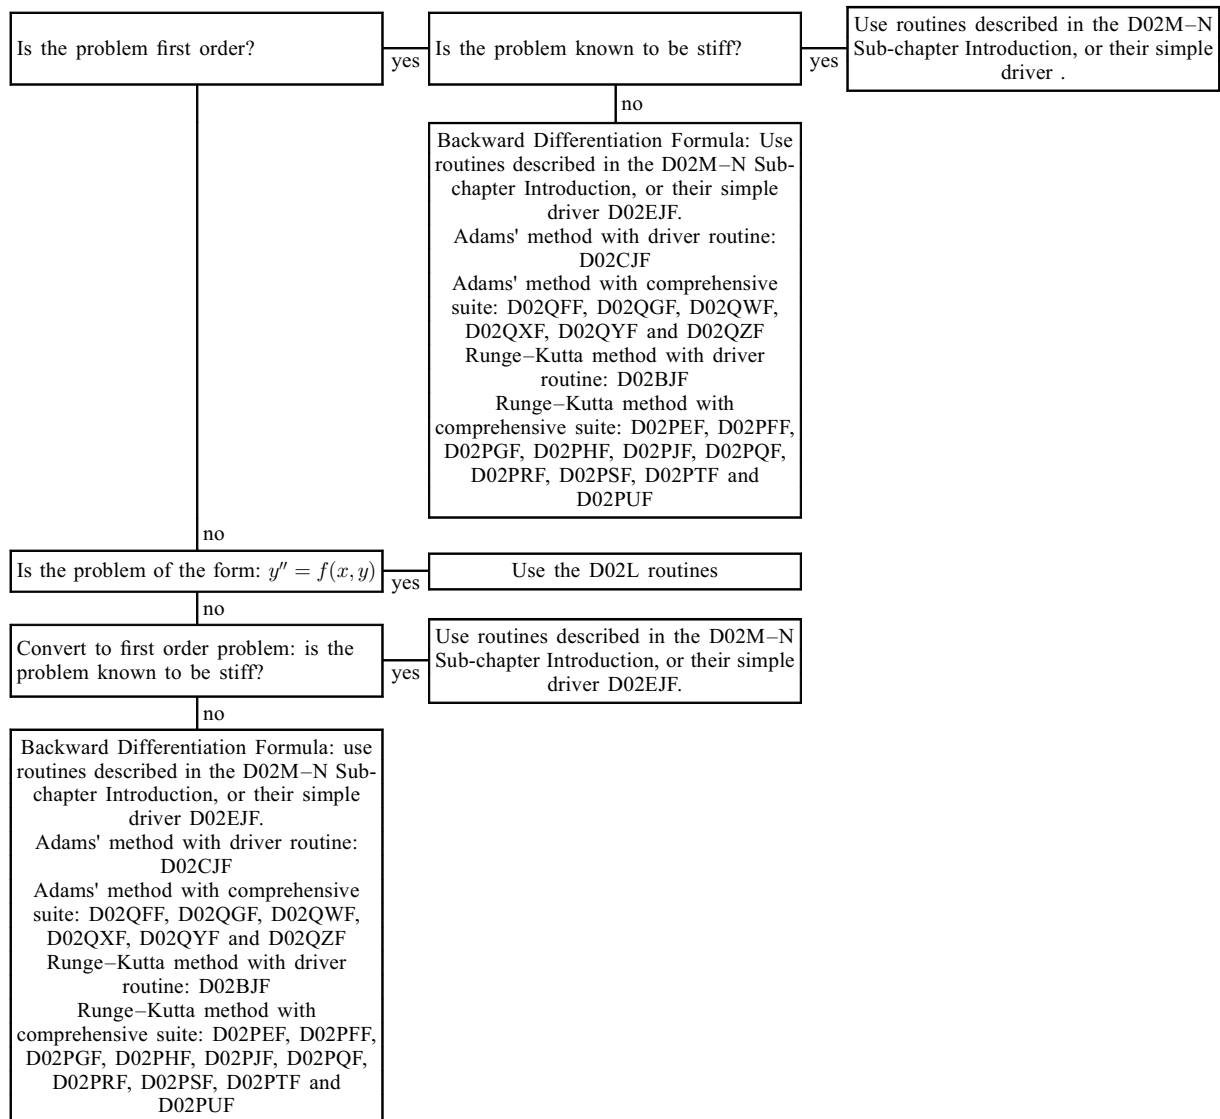 Is the problem first order?
yes
Is the problem known to be stiff?
yes
Use routines described in the D02M–N
Sub-chapter Introduction, or their simple
driver .
no
Backward Differentiation Formula: Use
routines described in the D02M–N Sub-
chapter Introduction, or their simple
driver D02EJF.
Adams' method with driver routine:
D02CJF
Adams' method with comprehensive
suite: D02QFF, D02QGF, D02QWF,
D02QXF, D02QYF and D02QZF
Runge–Kutta method with driver
routine: D02BJF
Runge–Kutta method with
comprehensive suite: D02PEF, D02PFF,
D02PGF, D02PHF, D02PJF, D02PQF,
D02PRF, D02PSF, D02PTF and
D02PUF
no
Is the problem of the form: y″ = f(x, y)
yes
Use the D02L routines
no
Convert to first order problem: is the
problem known to be stiff?
yes
Use routines described in the D02M–N
Sub-chapter Introduction, or their simple
driver D02EJF.
no
Backward Differentiation Formula: use
routines described in the D02M–N Sub-
chapter Introduction, or their simple
driver D02EJF.
Adams' method with driver routine:
D02CJF
Adams' method with comprehensive
suite: D02QFF, D02QGF, D02QWF,
D02QXF, D02QYF and D02QZF
Runge–Kutta method with driver
routine: D02BJF
Runge–Kutta method with
comprehensive suite: D02PEF, D02PFF,
D02PGF, D02PHF, D02PJF, D02PQF,
D02PRF, D02PSF, D02PTF and
D02PUF